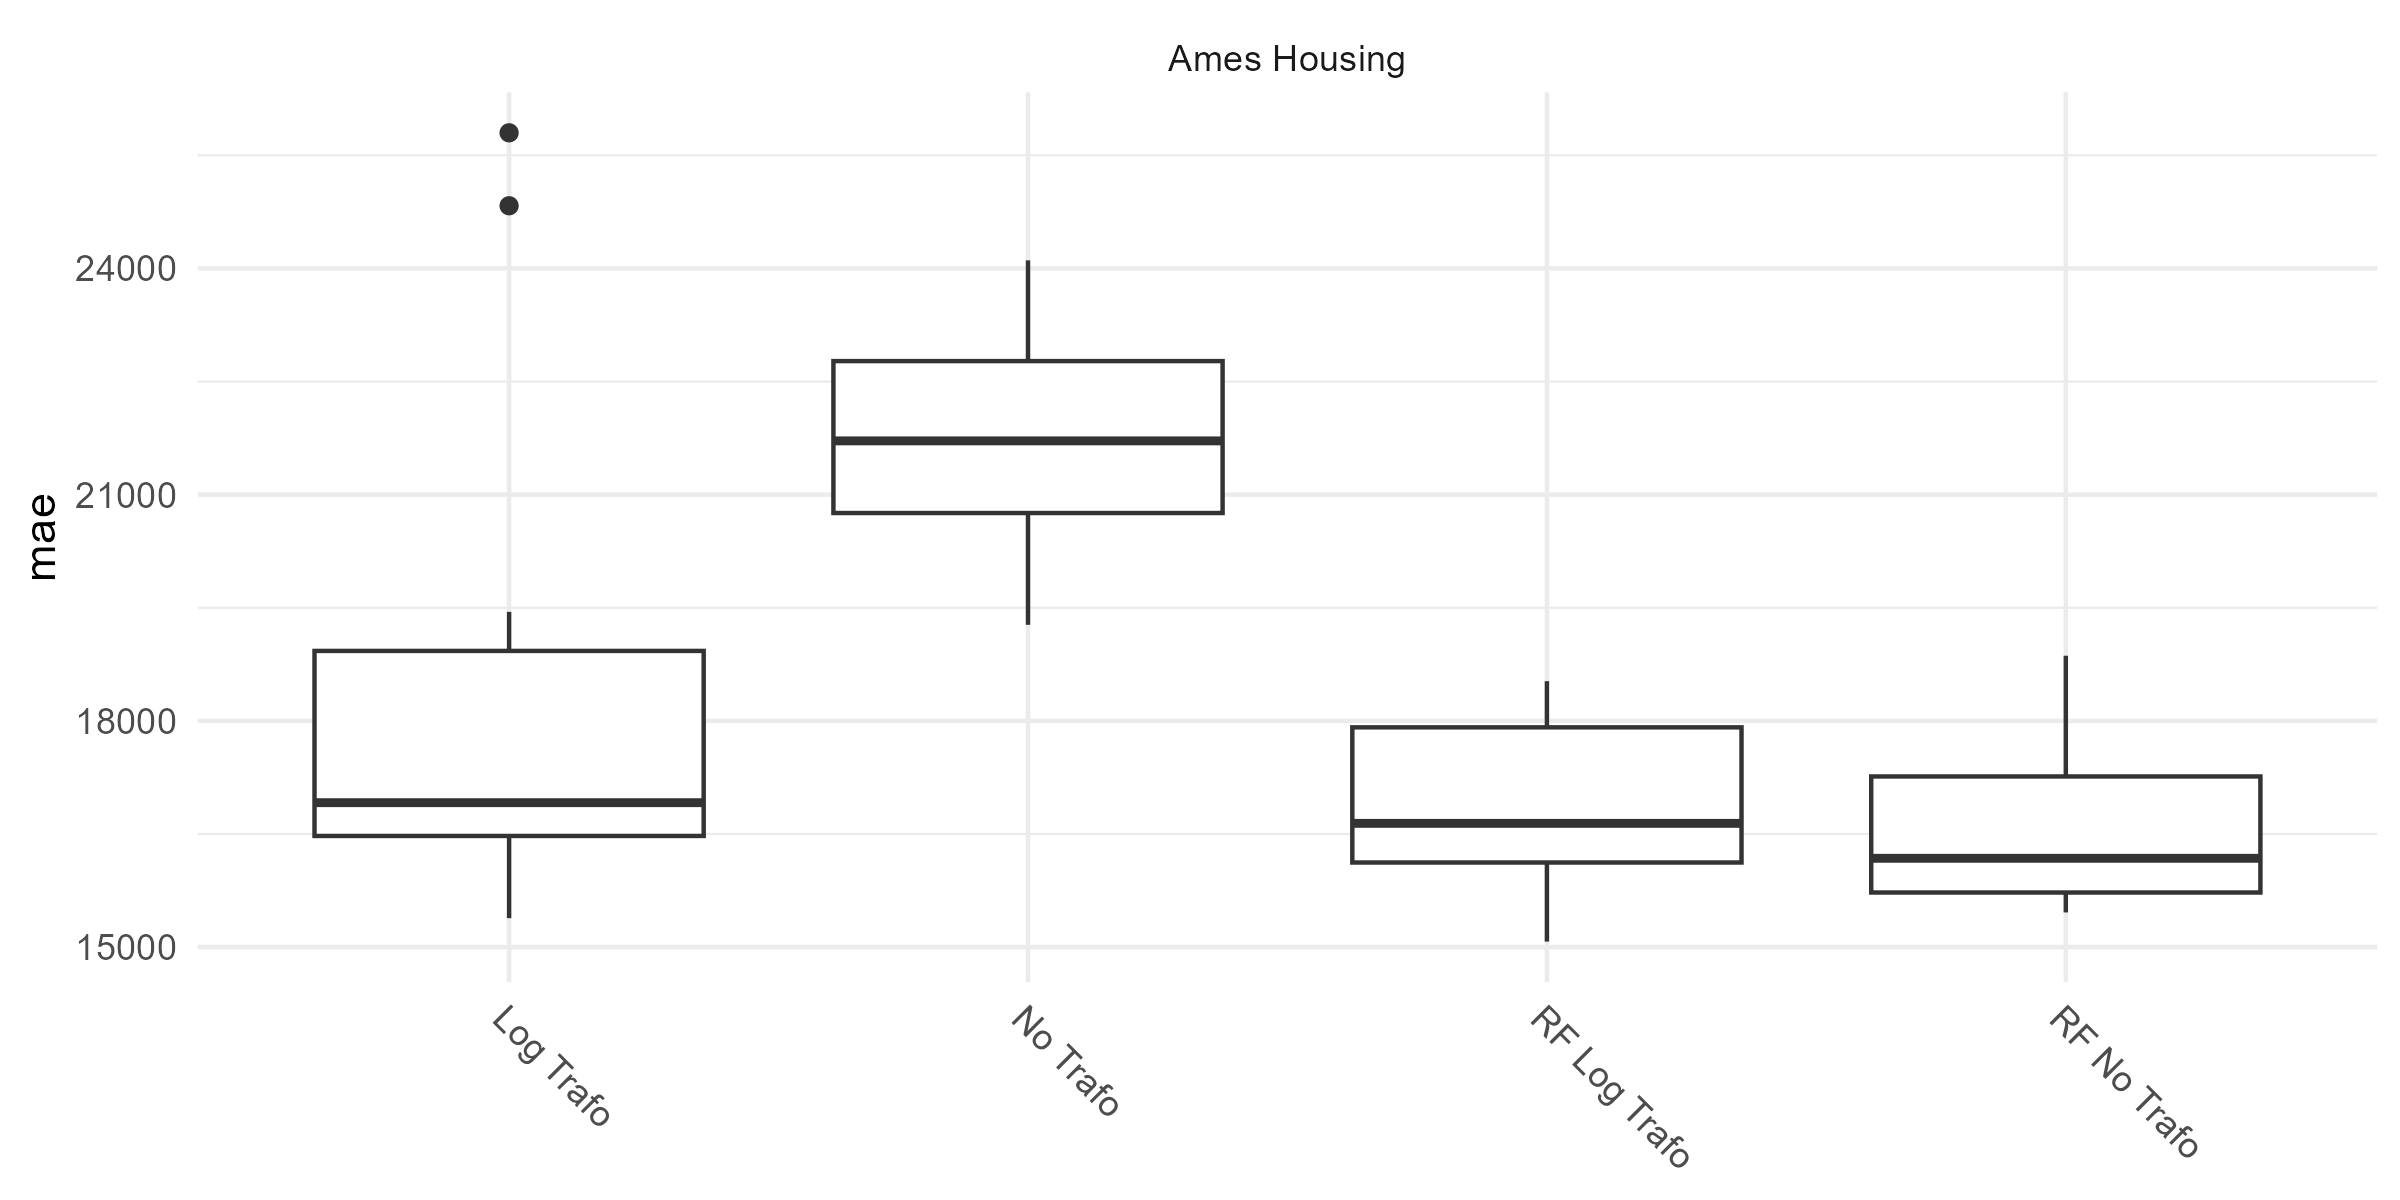 Ames Housing
mae
24000
21000
18000
15000
Log Trafo
No Trafo
RF Log Trafo
RF No Trafo